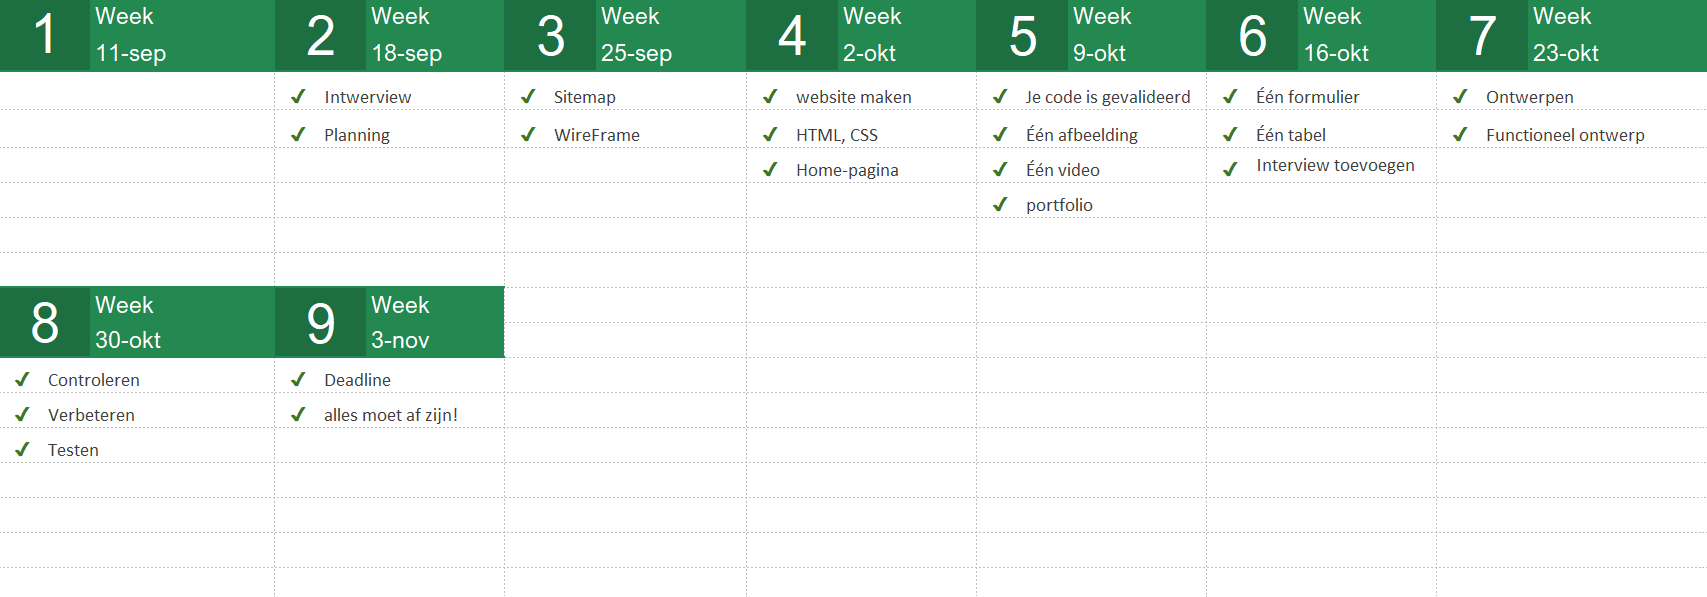 1 Week
11-sep
2 Week
18-sep
Intwerview
Planning
3 Week
25-sep
Sitemap
WireFrame
4 Week
2-okt
website maken
HTML, CSS
Home-pagina
5 Week
9-okt
Je code is gevalideerd
Één afbeelding
Één video
portfolio
6 Week
16-okt
Één formulier
Één tabel
Interview toevoegen
7 Week
23-okt
Ontwerpen
Functioneel ontwerp
8 Week
30-okt
Controleren
Verbeteren
Testen
9 Week
3-nov
Deadline
alles moet af zijn!